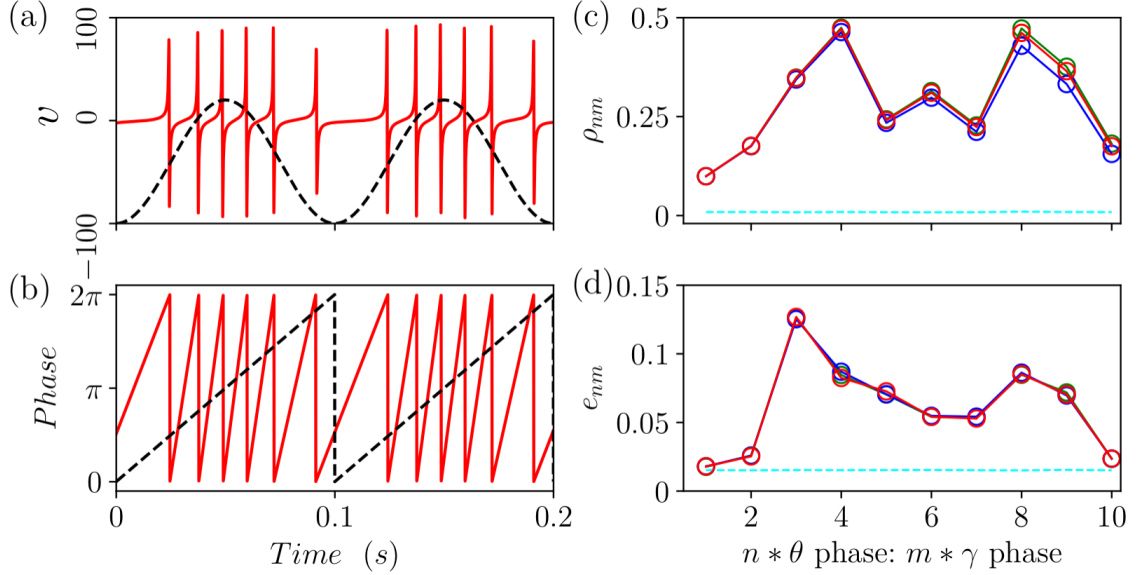 (a)
100
0
−100
v
(b)
2π
π
0
Phase
0
0.1
0.2
Time (s)
(c)
0.5
0.25
0
ρnm
(d)
0.15
0.1
0.05
0
enm
2
4
6
8
10
n ∗ θ phase: m ∗ γ phase